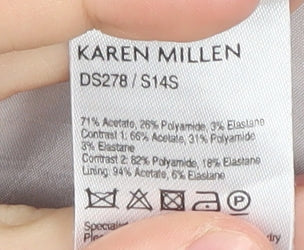 KAREN MILLEN
DS278 / S14S
71% Acetate, 26% Polyamide, 3% Elastane
Contrast 1: 66% Acetate, 31% Polyamide
3% Elastane
Contrast 2: 82% Polyamide, 18% Elastane
Lining: 94% Acetate, 6% Elastane
P